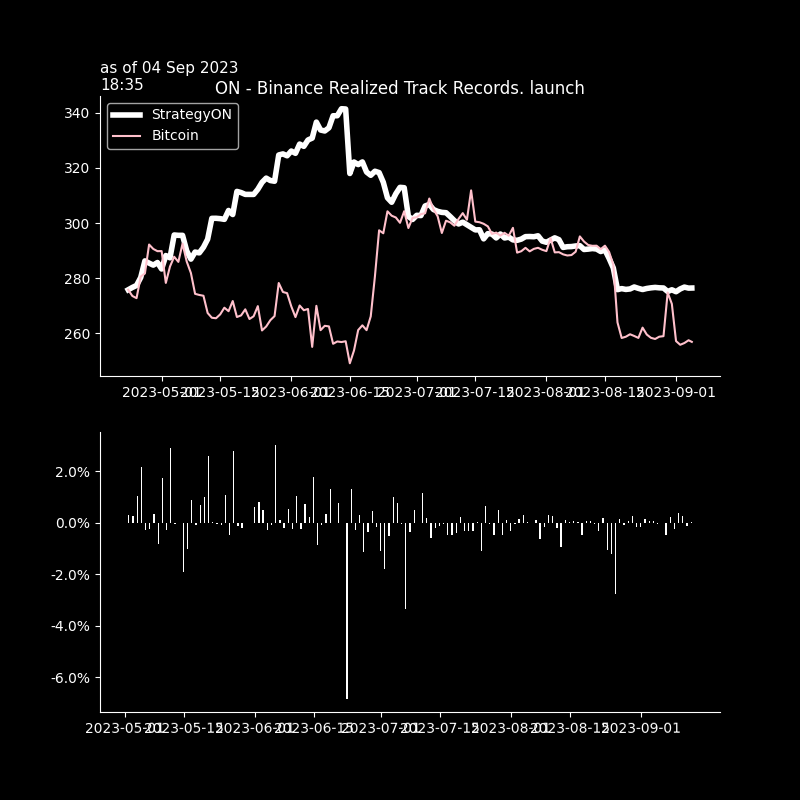 as of 04 Sep 2023
18:35
ON - Binance Realized Track Records. launch
StrategyON
Bitcoin
340
320
300
280
260
2023-05-01 2023-05-15 2023-06-01 2023-06-15 2023-07-01 2023-07-15 2023-08-01 2023-08-15 2023-09-01
2.0%
0.0%
-2.0%
-4.0%
-6.0%
2023-05-01 2023-05-15 2023-06-01 2023-06-15 2023-07-01 2023-07-15 2023-08-01 2023-08-15 2023-09-01